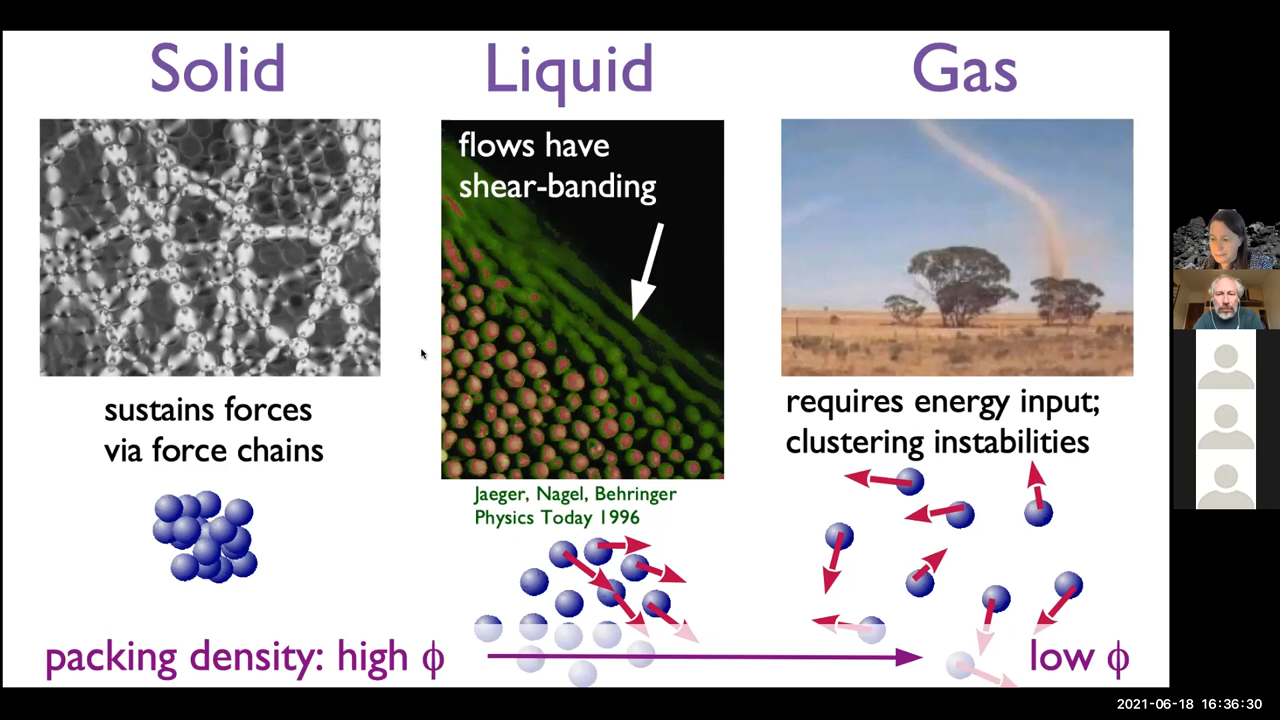 Solid
Liquid
Gas
flows have
shear-banding
sustains forces
via force chains
requires energy input;
clustering instabilities
Jaeger, Nagel, Behringer
Physics Today 1996
packing density: high ϕ
low ϕ
2021-06-18 16:36:30